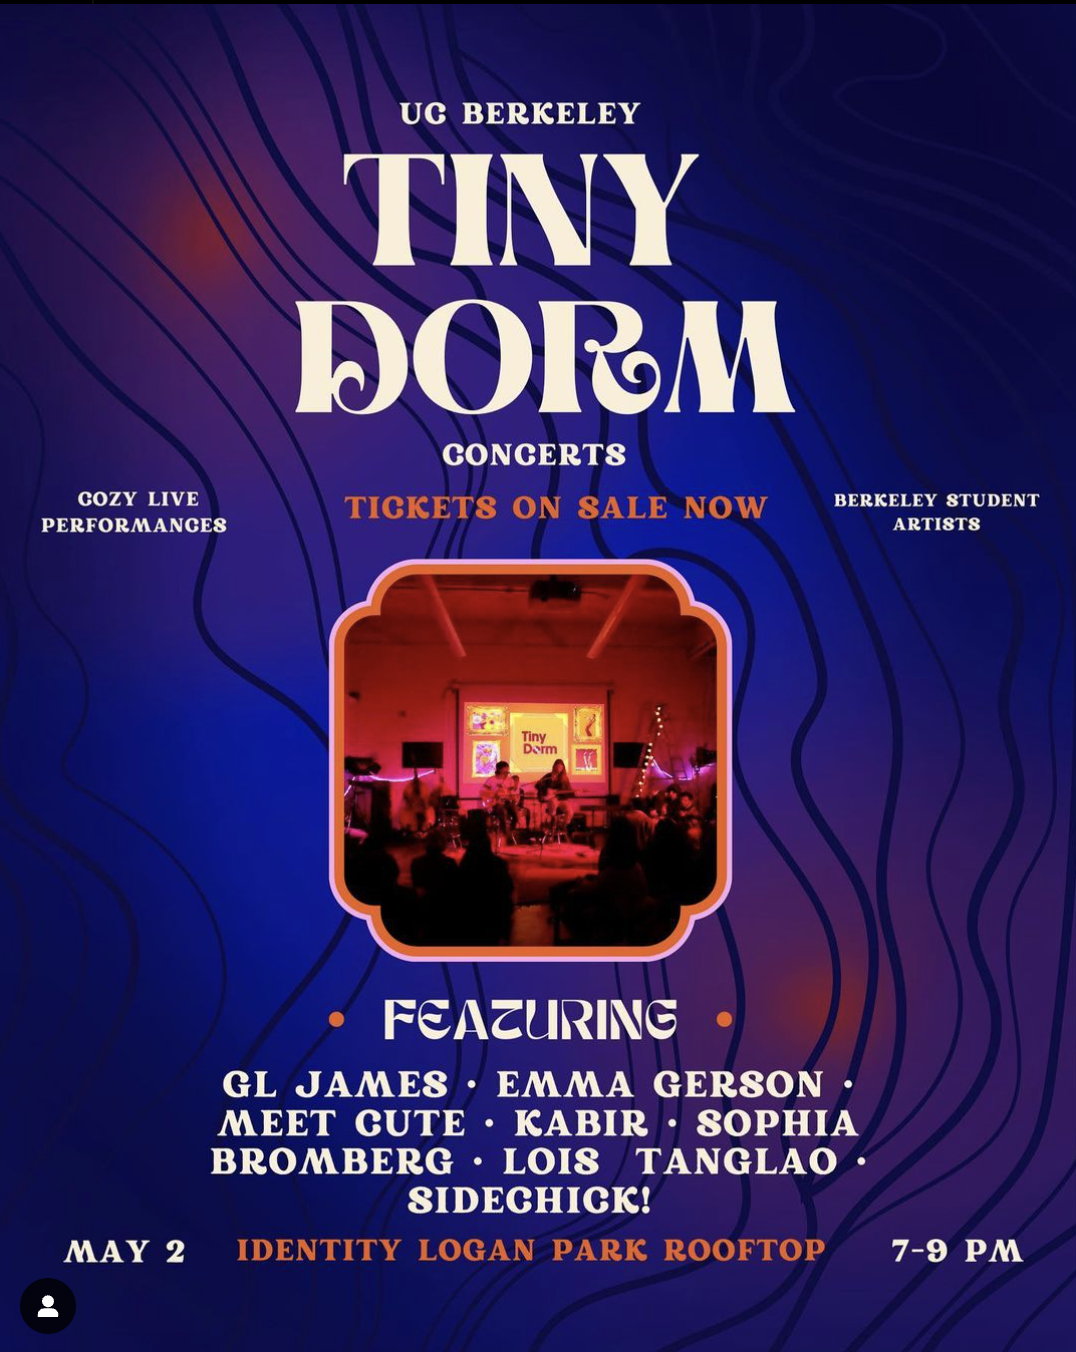 UC BERKELEY
TINY
DORM
CONCERTS
COZY LIVE
PERFORMANCES
TICKETS ON SALE NOW
BERKELEY STUDENT
ARTISTS
Tiny
Dorm
FEATURING
GL JAMES · EMMA GERSON ·
MEET CUTE · KABIR · SOPHIA
BROMBERG · LOIS TANGLAO ·
SIDECHICK!
MAY 2
IDENTITY LOGAN PARK ROOFTOP
7-9 PM